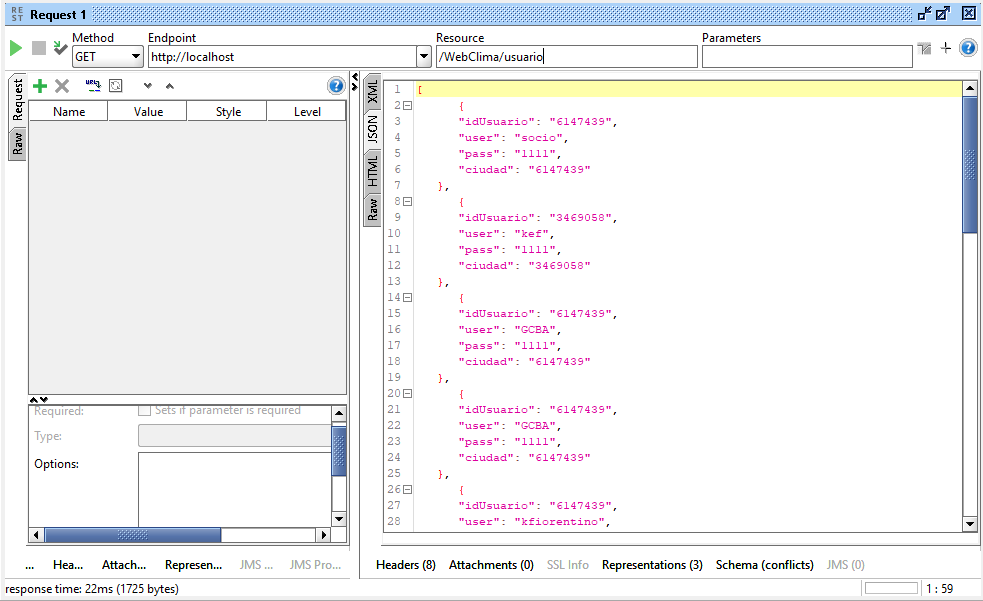 RE ST Request 1
Method Endpoint Resource Parameters
GET http://localhost /WebClima/usuario
Request
Raw
Name Value Style Level
Required: Sets if parameter is required
Type:
Options:
... Hea... Attach... Represen... JMS ... JMS Pro...
XML
JSON
HTML
Raw
1 [
2 {
3 "idUsuario": "6147439",
4 "user": "socio",
5 "pass": "1111",
6 "ciudad": "6147439"
7 },
8 {
9 "idUsuario": "3469058",
10 "user": "kef",
11 "pass": "1111",
12 "ciudad": "3469058"
13 },
14 {
15 "idUsuario": "6147439",
16 "user": "GCBA",
17 "pass": "1111",
18 "ciudad": "6147439"
19 },
20 {
21 "idUsuario": "6147439",
22 "user": "GCBA",
23 "pass": "1111",
24 "ciudad": "6147439"
25 },
26 {
27 "idUsuario": "6147439",
28 "user": "kfiorentino",
Headers (8) Attachments (0) SSL Info Representations (3) Schema (conflicts) JMS (0)
response time: 22ms (1725 bytes) 1 : 59